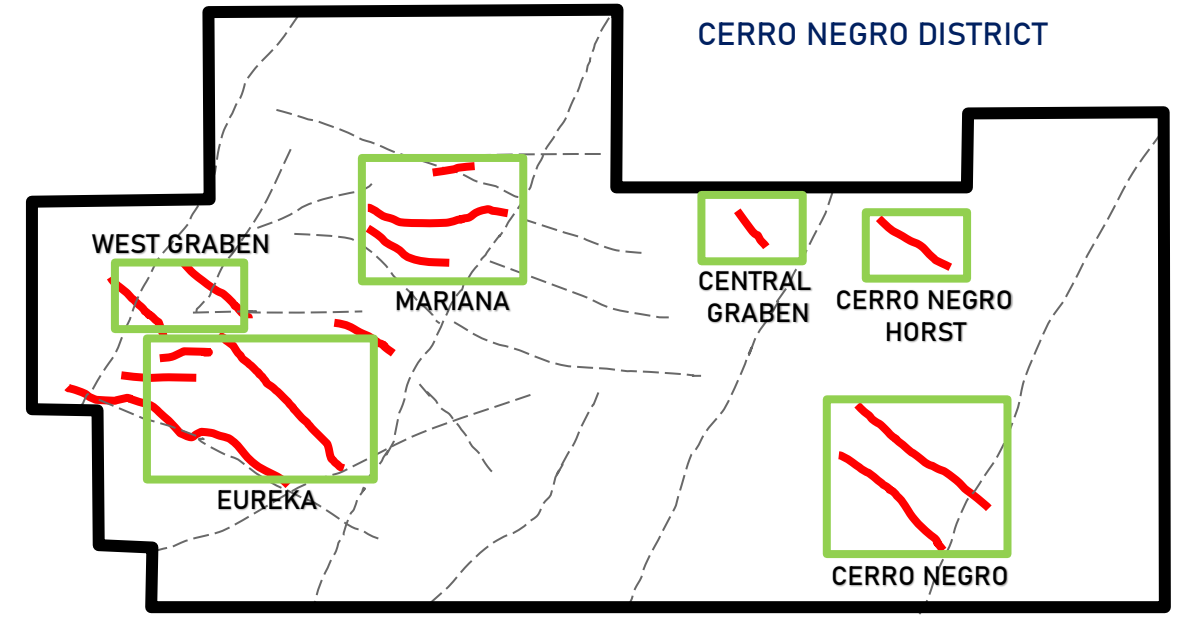 CERRO NEGRO DISTRICT
WEST GRABEN
MARIANA
CENTRAL
GRABEN
CERRO NEGRO
HORST
EUREKA
CERRO NEGRO